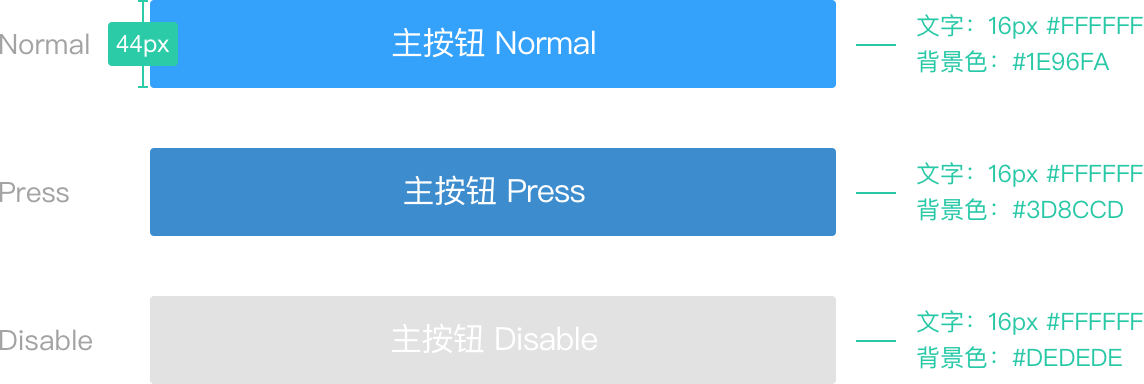 Normal
44px
主按钮 Normal
文字：16px #FFFFFF
背景色：#1E96FA
Press
主按钮 Press
文字：16px #FFFFFF
背景色：#3D8CCD
Disable
主按钮 Disable
文字：16px #FFFFFF
背景色：#DEDEDE